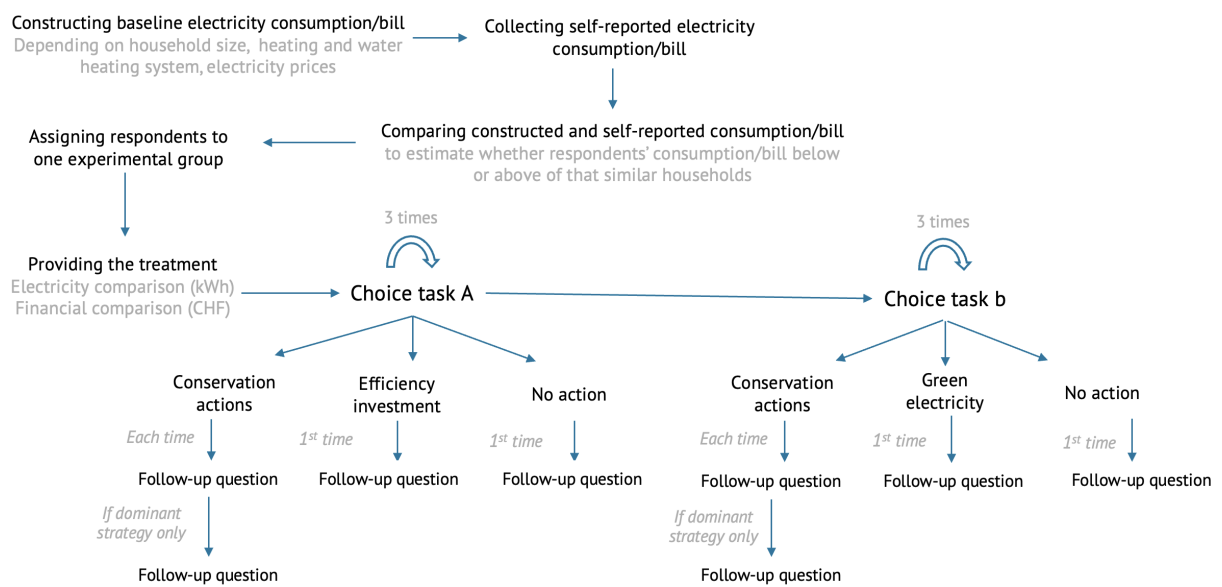 Constructing baseline electricity consumption/bill
Depending on household size, heating and water
heating system, electricity prices
Collecting self-reported electricity
consumption/bill
Comparing constructed and self-reported consumption/bill
to estimate whether respondents' consumption/bill below
or above of that similar households
Assigning respondents to
one experimental group
Providing the treatment
Electricity comparison (kWh)
Financial comparison (CHF)
3 times
Choice task A
3 times
Choice task b
Conservation
actions
Efficiency
investment
No action
Conservation
actions
Green
electricity
No action
Each time
1st time
1st time
Each time
1st time
1st time
Follow-up question
Follow-up question
Follow-up question
Follow-up question
Follow-up question
Follow-up question
If dominant
strategy only
If dominant
strategy only
Follow-up question
Follow-up question